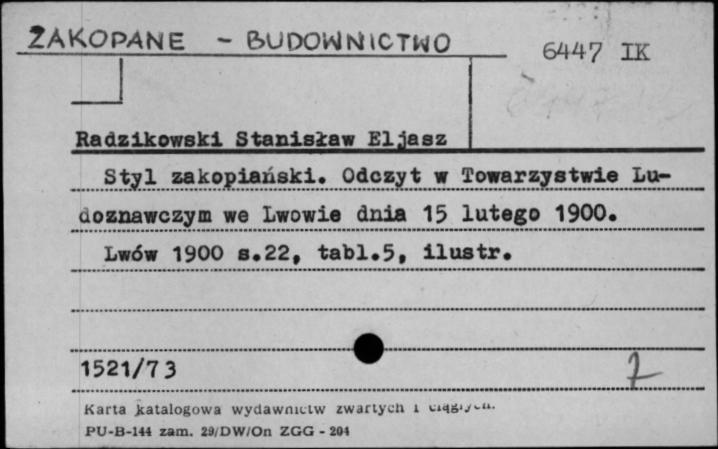 ZAKOPANE - BUDOWNICTWO
6447 IK
Radzikowski Stanisław Eljasz
Styl zakopiański. Odczyt w Towarzystwie Lu-
doznawczym we Lwowie dnia 15 lutego 1900.
Lwów 1900 s.22, tabl.5, ilustr.
1521/73
7
Karta katalogowa wydawnictw zwartych i ciągłych.
PU-B-144 zam. 29/DW/On ZGG - 204